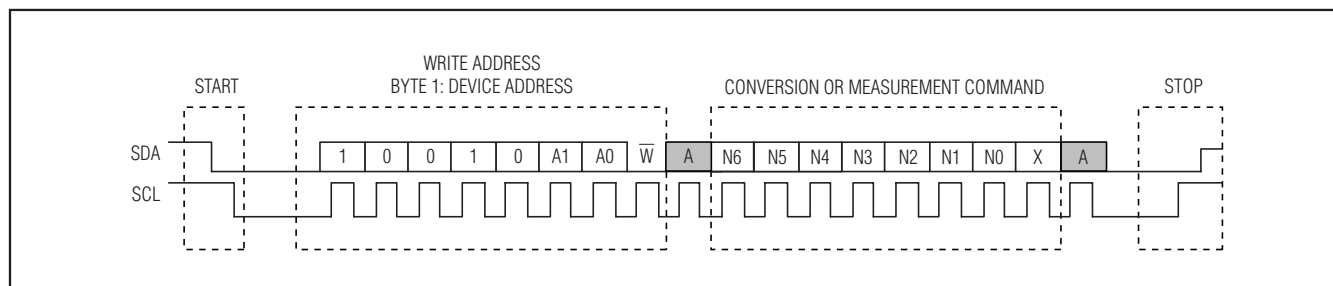 WRITE ADDRESS
START BYTE 1: DEVICE ADDRESS CONVERSION OR MEASUREMENT COMMAND STOP
SDA 1 0 0 1 0 A1 A0 W̅ A N6 N5 N4 N3 N2 N1 N0 X A
SCL